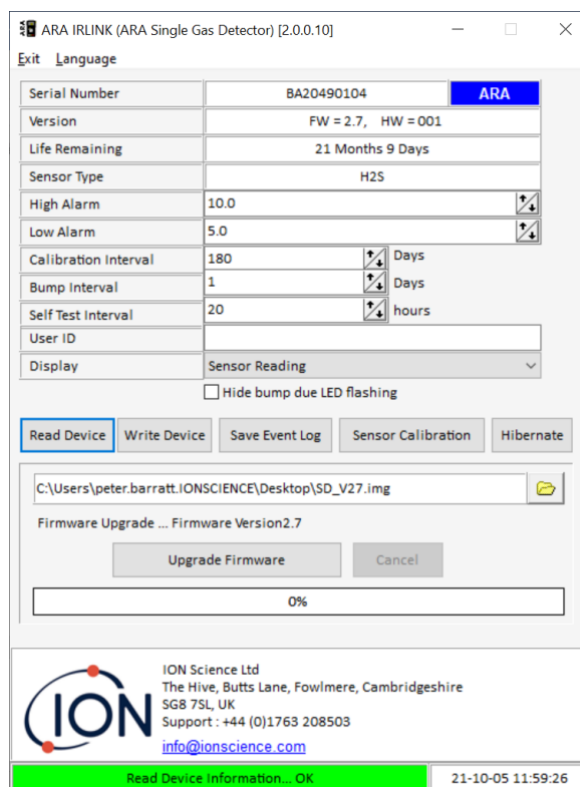 ARA IRLINK (ARA Single Gas Detector) [2.0.0.10]
Exit Language
Serial Number BA20490104 ARA
Version FW = 2.7, HW = 001
Life Remaining 21 Months 9 Days
Sensor Type H2S
High Alarm 10.0
Low Alarm 5.0
Calibration Interval 180 Days
Bump Interval 1 Days
Self Test Interval 20 hours
User ID
Display Sensor Reading
Hide bump due LED flashing
Read Device Write Device Save Event Log Sensor Calibration Hibernate
C:\Users\peter.barratt.IONSCIENCE\Desktop\SD_V27.img
Firmware Upgrade ... Firmware Version2.7
Upgrade Firmware Cancel
0%
ION
ION Science Ltd
The Hive, Butts Lane, Fowlmere, Cambridgeshire
SG8 7SL, UK
Support : +44 (0)1763 208503
info@ionscience.com
Read Device Information... OK 21-10-05 11:59:26